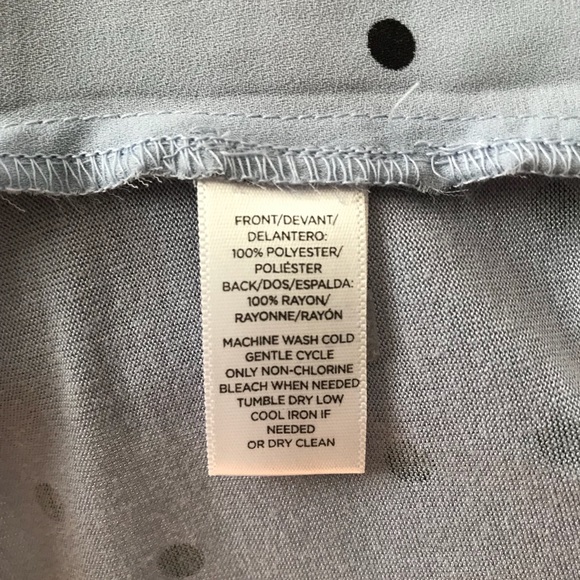 FRONT/DEVANT/
DELANTERO:
100% POLYESTER/
POLIÉSTER
BACK/DOS/ESPALDA:
100% RAYON/
RAYONNE/RAYÓN
MACHINE WASH COLD
GENTLE CYCLE
ONLY NON-CHLORINE
BLEACH WHEN NEEDED
TUMBLE DRY LOW
COOL IRON IF
NEEDED
OR DRY CLEAN